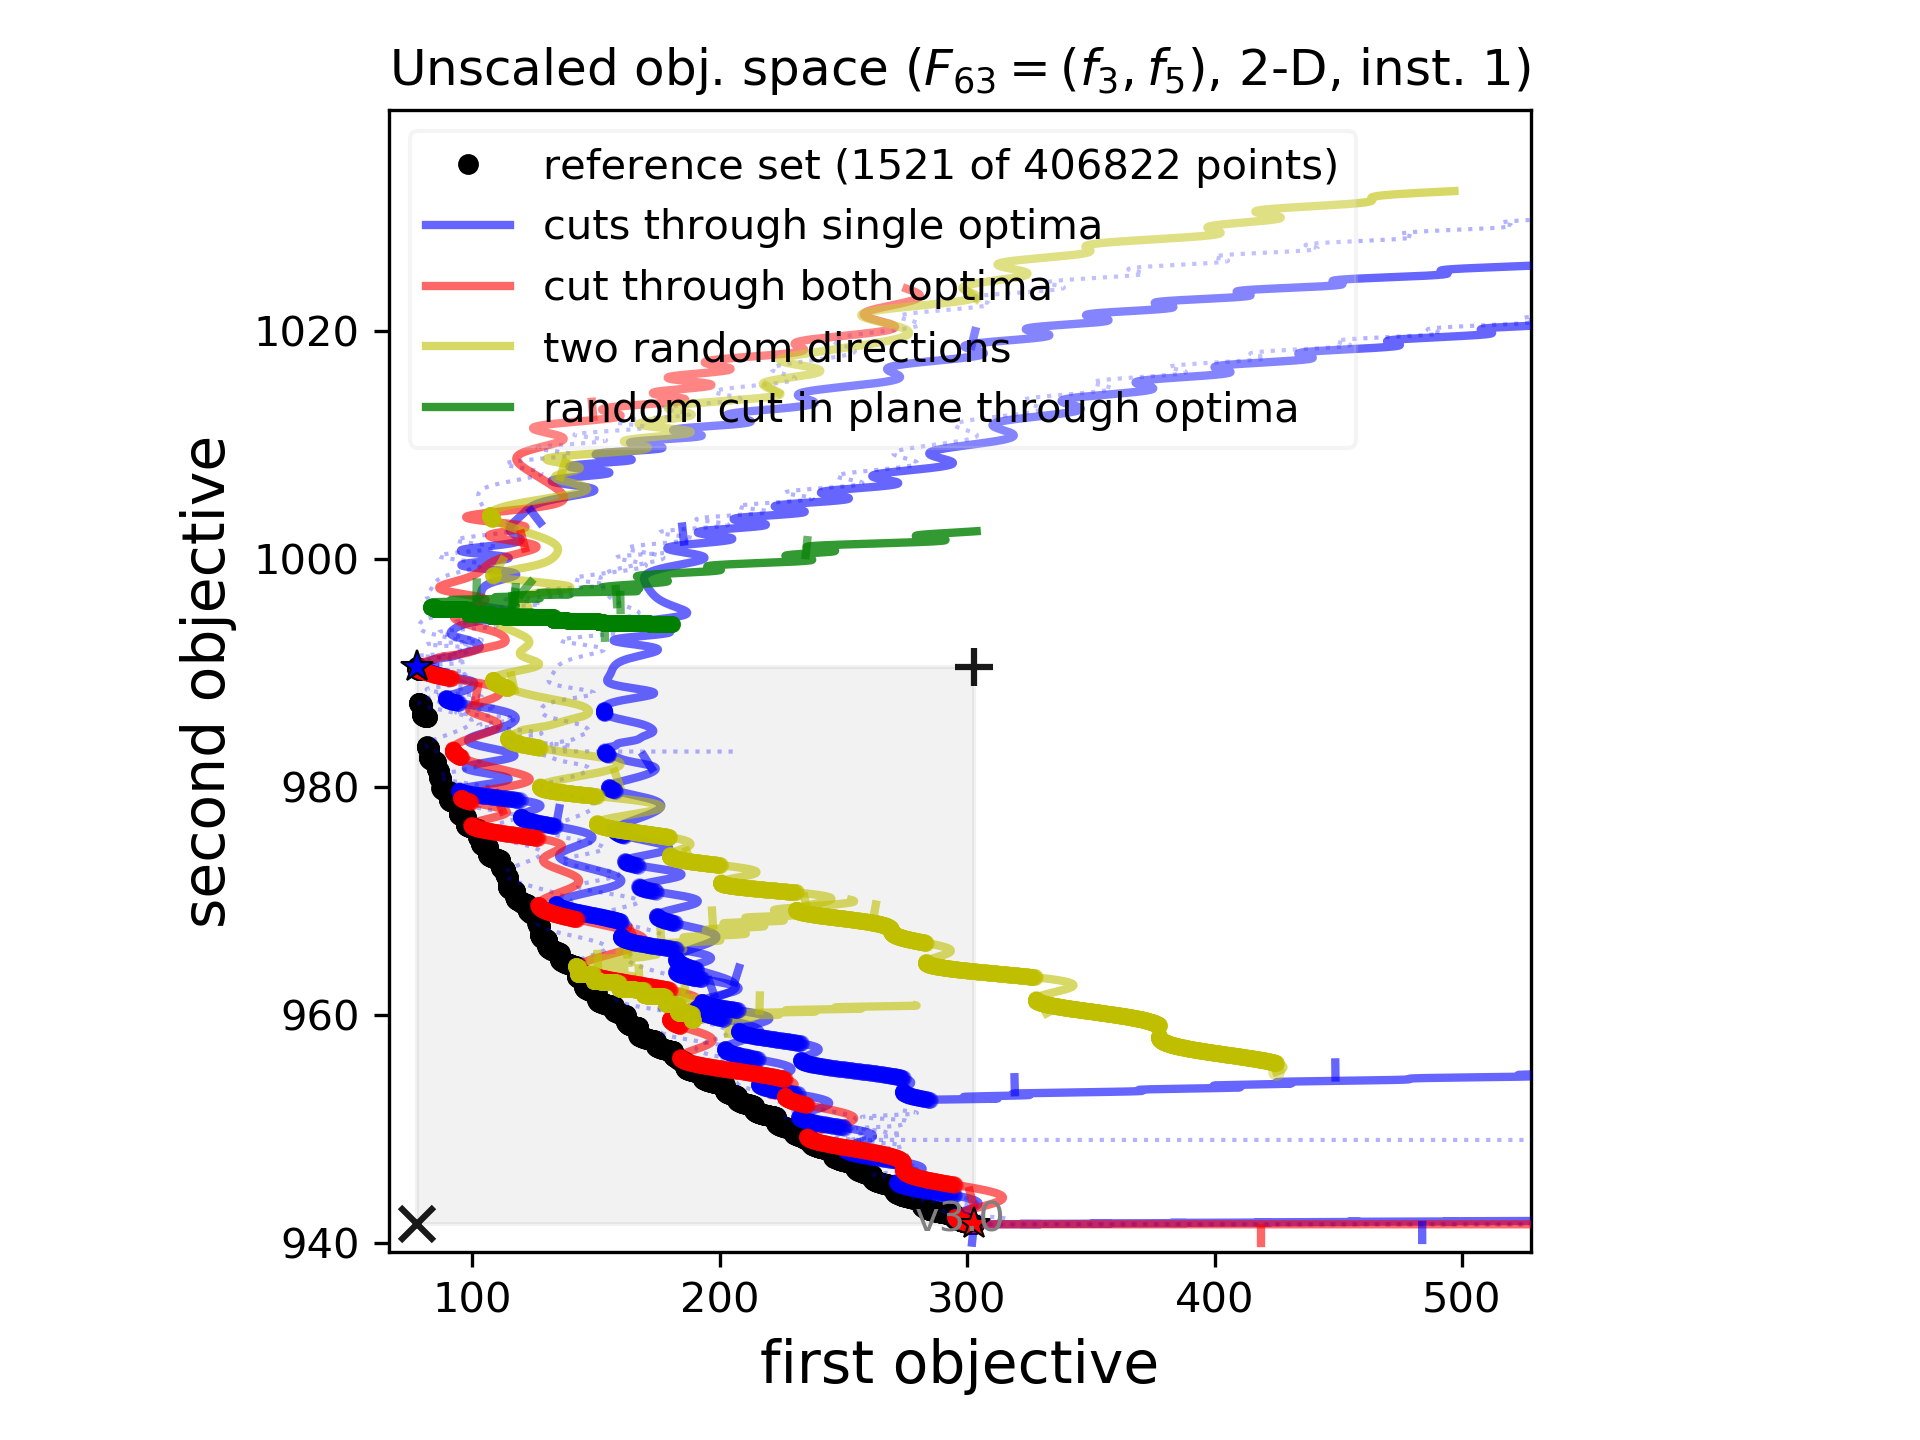 Unscaled obj. space (F63 = (f3, f5), 2-D, inst. 1)
reference set (1521 of 406822 points)
cuts through single optima
cut through both optima
two random directions
random cut in plane through optima
1020
1000
980
960
940
second objective
v3.0
100 200 300 400 500
first objective